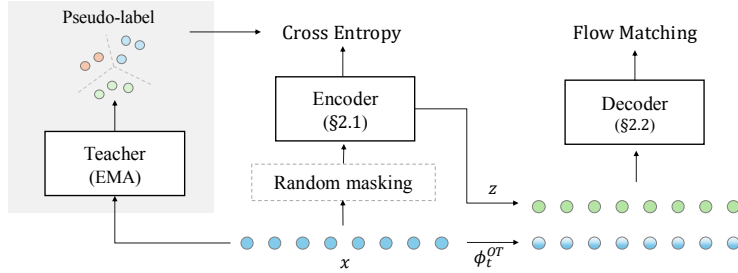 Pseudo-label
Cross Entropy
Flow Matching
Encoder
(§2.1)
Decoder
(§2.2)
Teacher
(EMA)
Random masking
z
x
ϕ_t^{OT}